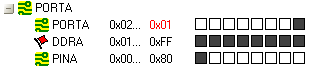 PORTA
PORTA 0x02... 0x01
DDRA 0x01... 0xFF
PINA 0x00... 0x80